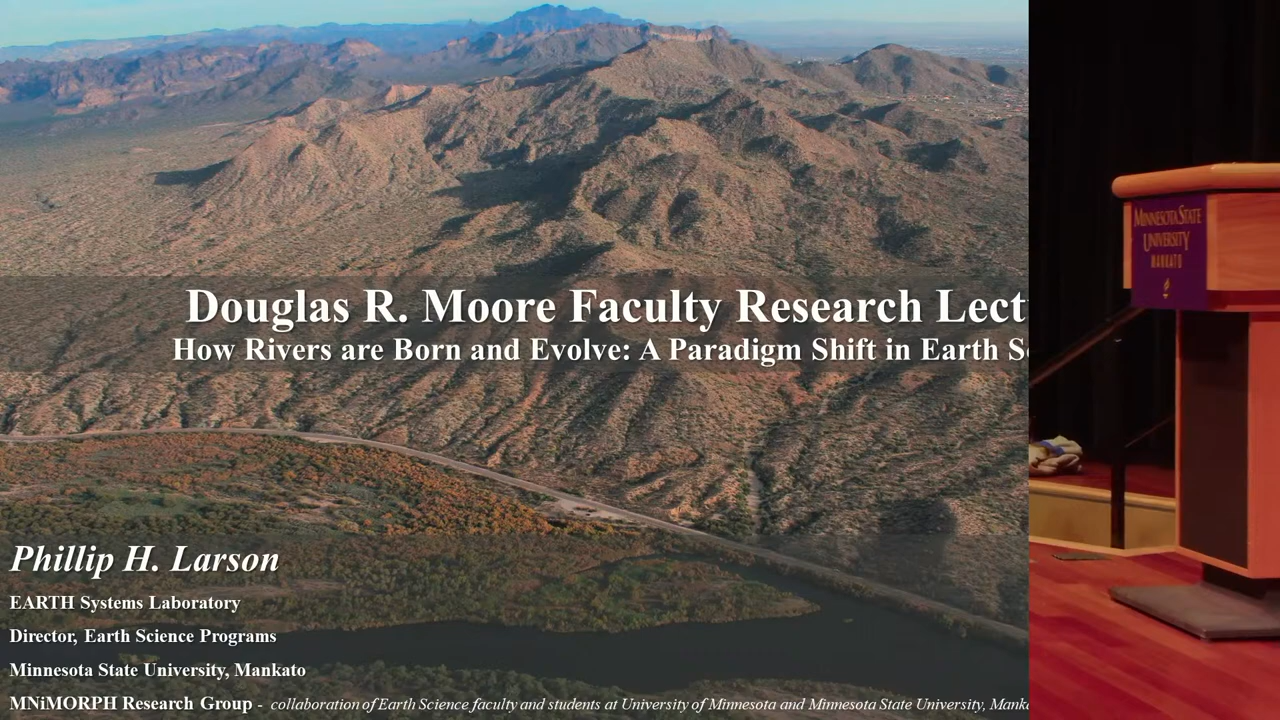 Douglas R. Moore Faculty Research Lect
How Rivers are Born and Evolve: A Paradigm Shift in Earth S
Phillip H. Larson
EARTH Systems Laboratory
Director, Earth Science Programs
Minnesota State University, Mankato
MNiMORPH Research Group - collaboration of Earth Science faculty and students at University of Minnesota and Minnesota State University, Manka
MINNESOTA STATE
UNIVERSITY
MANKATO